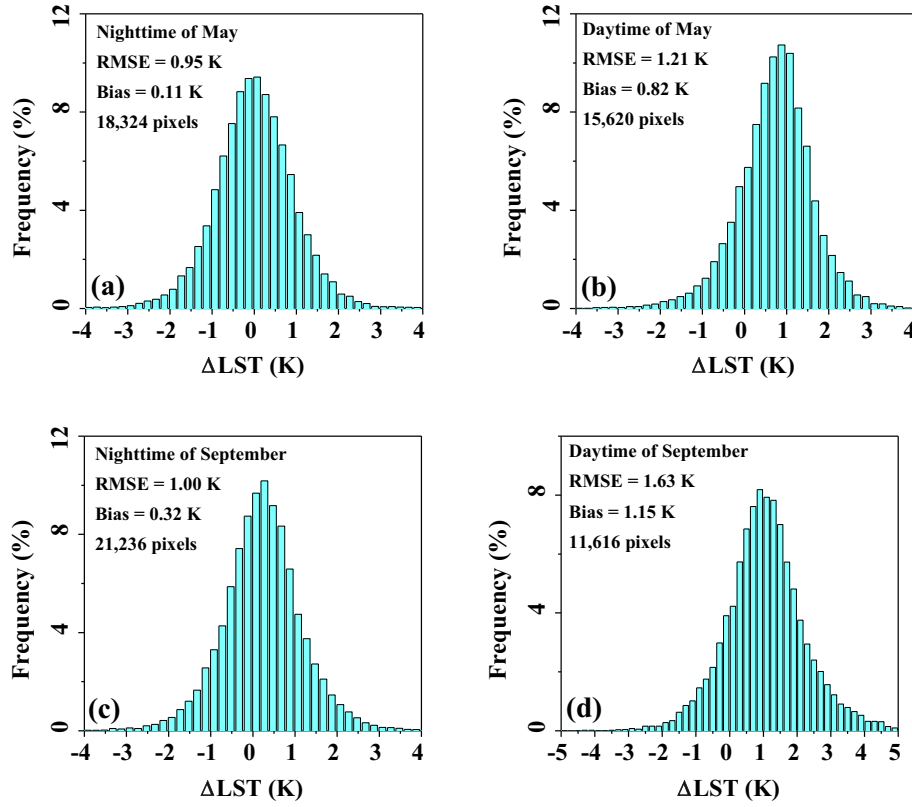 12
Nighttime of May
RMSE = 0.95 K
Bias = 0.11 K
18,324 pixels
8
4
0
Frequency (%)
(a)
-4 -3 -2 -1 0 1 2 3 4
ΔLST (K)
12
Daytime of May
RMSE = 1.21 K
Bias = 0.82 K
15,620 pixels
8
4
0
Frequency (%)
(b)
-4 -3 -2 -1 0 1 2 3 4
ΔLST (K)
12
Nighttime of September
RMSE = 1.00 K
Bias = 0.32 K
21,236 pixels
8
4
0
Frequency (%)
(c)
-4 -3 -2 -1 0 1 2 3 4
ΔLST (K)
Daytime of September
RMSE = 1.63 K
Bias = 1.15 K
11,616 pixels
8
4
0
Frequency (%)
(d)
-5 -4 -3 -2 -1 0 1 2 3 4 5
ΔLST (K)